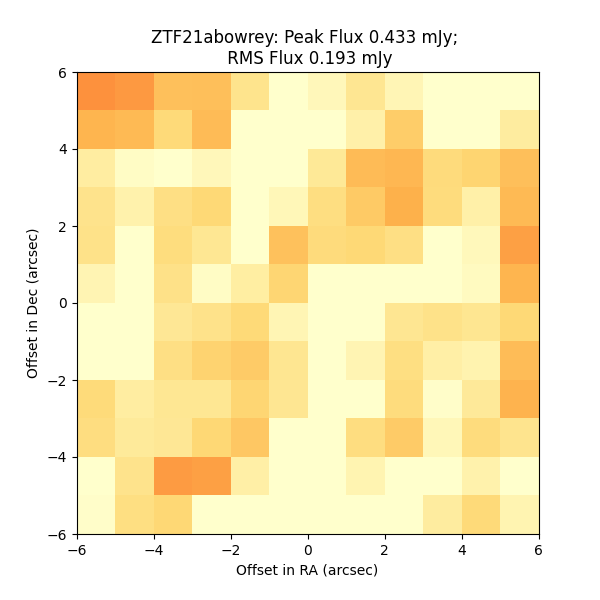 ZTF21abowrey: Peak Flux 0.433 mJy;
RMS Flux 0.193 mJy
6
4
2
0
−2
−4
−6
Offset in Dec (arcsec)
−6 −4 −2 0 2 4 6
Offset in RA (arcsec)